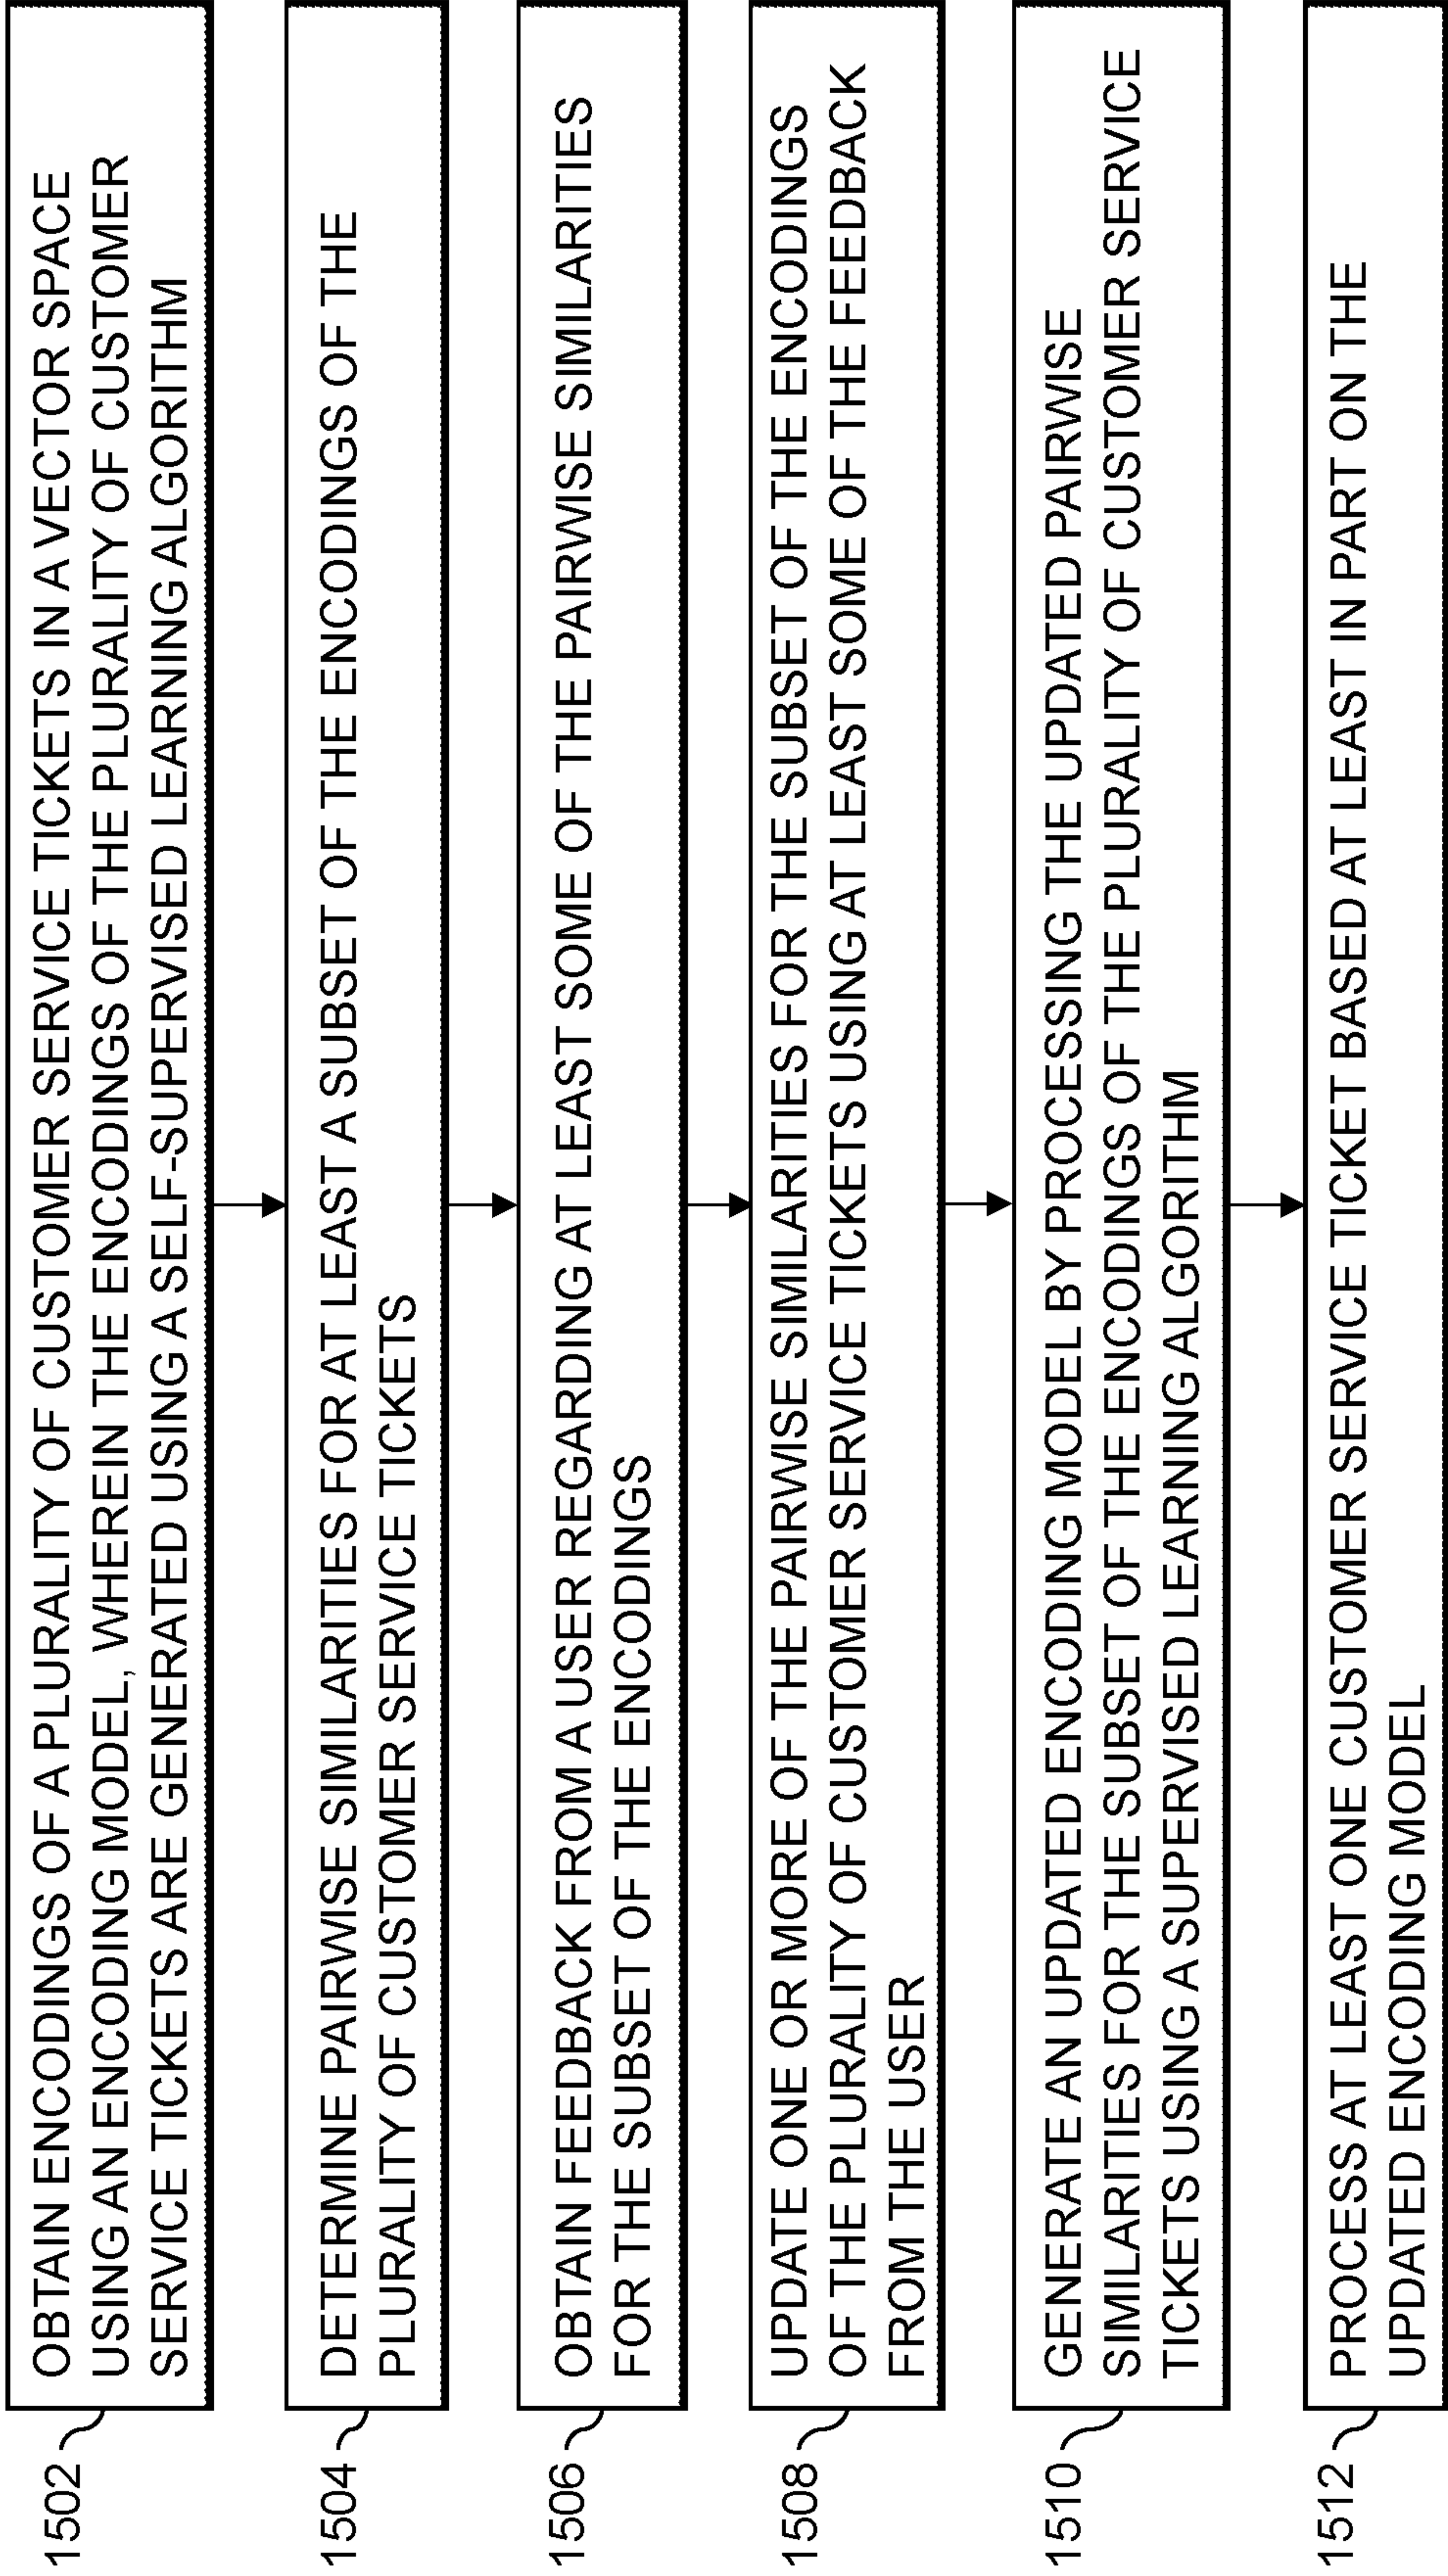 1502
OBTAIN ENCODINGS OF A PLURALITY OF CUSTOMER SERVICE TICKETS IN A VECTOR SPACE
USING AN ENCODING MODEL, WHEREIN THE ENCODINGS OF THE PLURALITY OF CUSTOMER
SERVICE TICKETS ARE GENERATED USING A SELF-SUPERVISED LEARNING ALGORITHM
1504
DETERMINE PAIRWISE SIMILARITIES FOR AT LEAST A SUBSET OF THE ENCODINGS OF THE
PLURALITY OF CUSTOMER SERVICE TICKETS
1506
OBTAIN FEEDBACK FROM A USER REGARDING AT LEAST SOME OF THE PAIRWISE SIMILARITIES
FOR THE SUBSET OF THE ENCODINGS
1508
UPDATE ONE OR MORE OF THE PAIRWISE SIMILARITIES FOR THE SUBSET OF THE ENCODINGS
OF THE PLURALITY OF CUSTOMER SERVICE TICKETS USING AT LEAST SOME OF THE FEEDBACK
FROM THE USER
1510
GENERATE AN UPDATED ENCODING MODEL BY PROCESSING THE UPDATED PAIRWISE
SIMILARITIES FOR THE SUBSET OF THE ENCODINGS OF THE PLURALITY OF CUSTOMER SERVICE
TICKETS USING A SUPERVISED LEARNING ALGORITHM
1512
PROCESS AT LEAST ONE CUSTOMER SERVICE TICKET BASED AT LEAST IN PART ON THE
UPDATED ENCODING MODEL